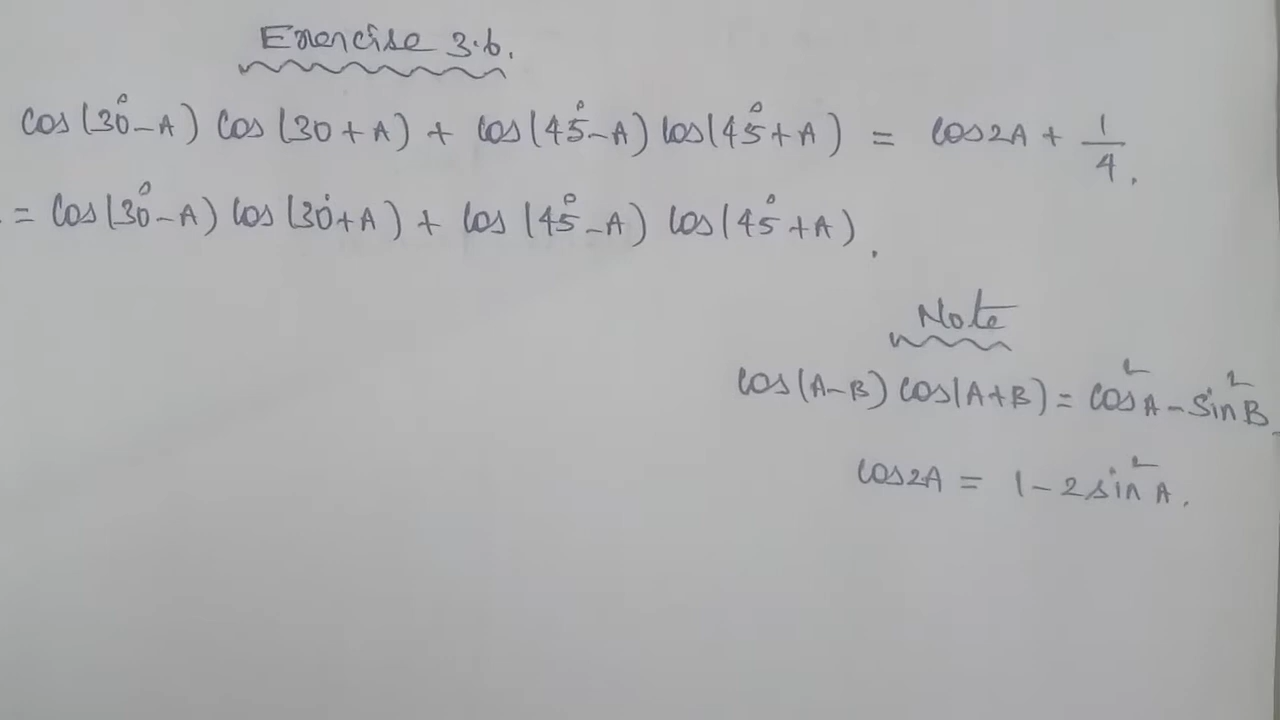 Exercise 3.6.
cos(30°-A) cos(30+A) + cos(45°-A) cos(45°+A) = cos2A + 1/4.
. = cos(30°-A) cos(30°+A) + cos(45°-A) cos(45°+A).
Note
cos(A-B) cos(A+B) = cos²A - sin²B
cos2A = 1 - 2sin²A.